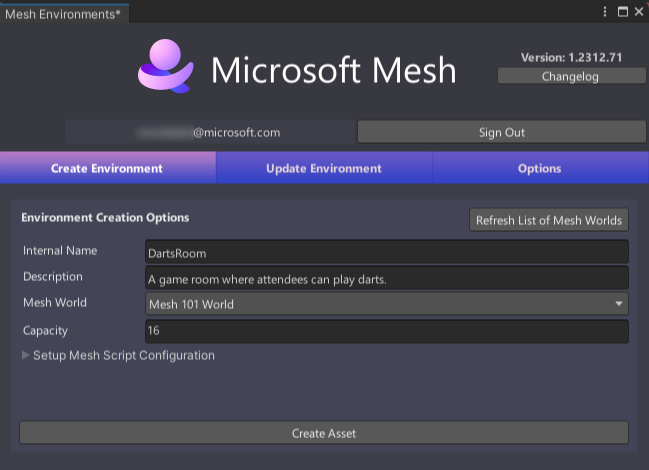 Mesh Environments*
Microsoft Mesh
Version: 1.2312.71
Changelog
@microsoft.com
Sign Out
Create Environment
Update Environment
Options
Environment Creation Options
Refresh List of Mesh Worlds
Internal Name
DartsRoom
Description
A game room where attendees can play darts.
Mesh World
Mesh 101 World
Capacity
16
Setup Mesh Script Configuration
Create Asset